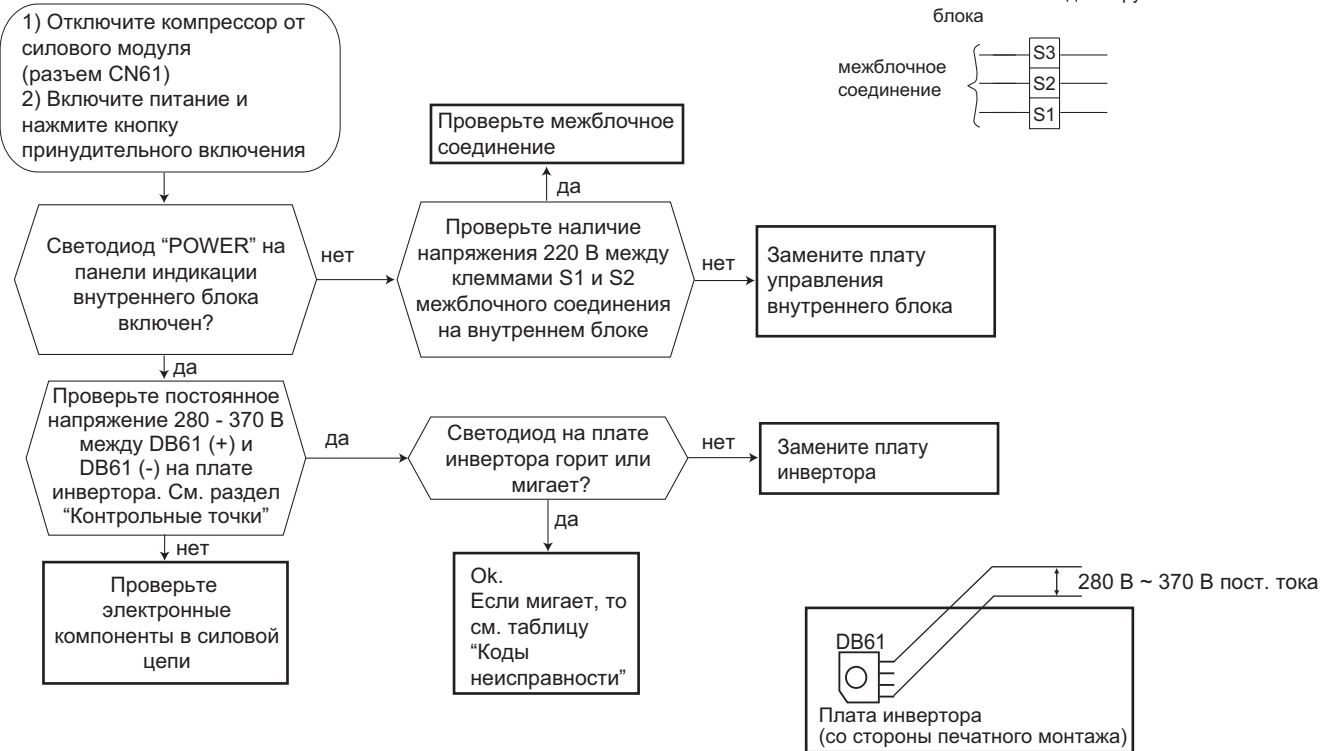 1) Отключите компрессор от
силового модуля
(разъем CN61)
2) Включите питание и
нажмите кнопку
принудительного включения
блока
межблочное
соединение
S3
S2
S1
Проверьте межблочное
соединение
да
Светодиод “POWER” на
панели индикации
внутреннего блока
включен?
нет
Проверьте наличие
напряжения 220 В между
клеммами S1 и S2
межблочного соединения
на внутреннем блоке
нет
Замените плату
управления
внутреннего блока
да
Проверьте постоянное
напряжение 280 - 370 В
между DB61 (+) и
DB61 (-) на плате
инвертора. См. раздел
“Контрольные точки”
да
Светодиод на плате
инвертора горит или
мигает?
нет
Замените плату
инвертора
нет
Проверьте
электронные
компоненты в силовой
цепи
да
Ok.
Если мигает, то
см. таблицу
“Коды
неисправности”
280 В ~ 370 В пост. тока
DB61
Плата инвертора
(со стороны печатного монтажа)